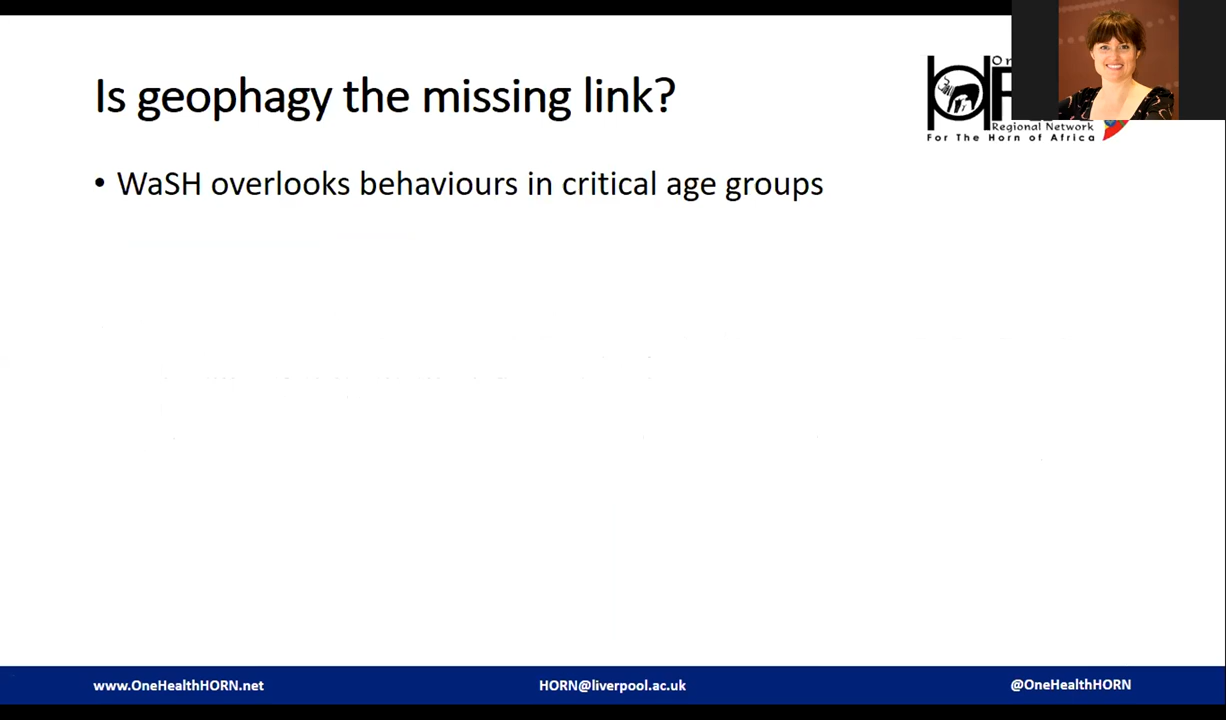 Is geophagy the missing link?
Regional Network
For The Horn of Africa
• WaSH overlooks behaviours in critical age groups
www.OneHealthHORN.net
HORN@liverpool.ac.uk
@OneHealthHORN